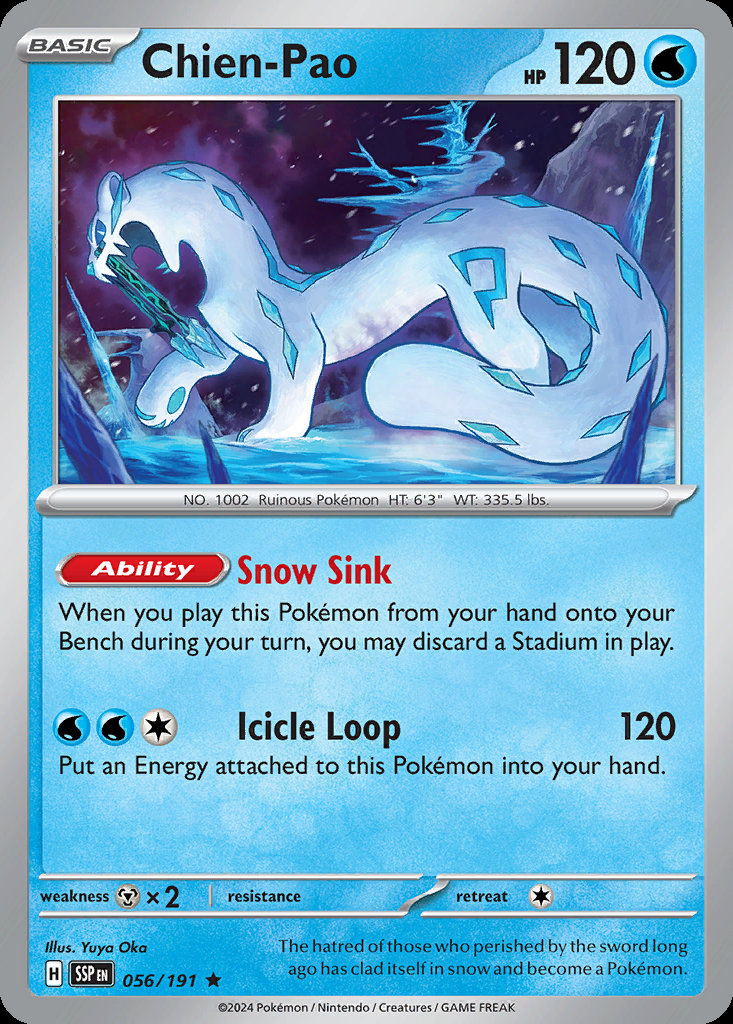 BASIC Chien-Pao HP 120
NO. 1002 Ruinous Pokémon HT: 6'3" WT: 335.5 lbs.
Ability Snow Sink
When you play this Pokémon from your hand onto your
Bench during your turn, you may discard a Stadium in play.
Icicle Loop 120
Put an Energy attached to this Pokémon into your hand.
weakness ×2 resistance retreat
Illus. Yuya Oka
The hatred of those who perished by the sword long
ago has clad itself in snow and become a Pokémon.
H SSP EN 056/191 ★
©2024 Pokémon / Nintendo / Creatures / GAME FREAK